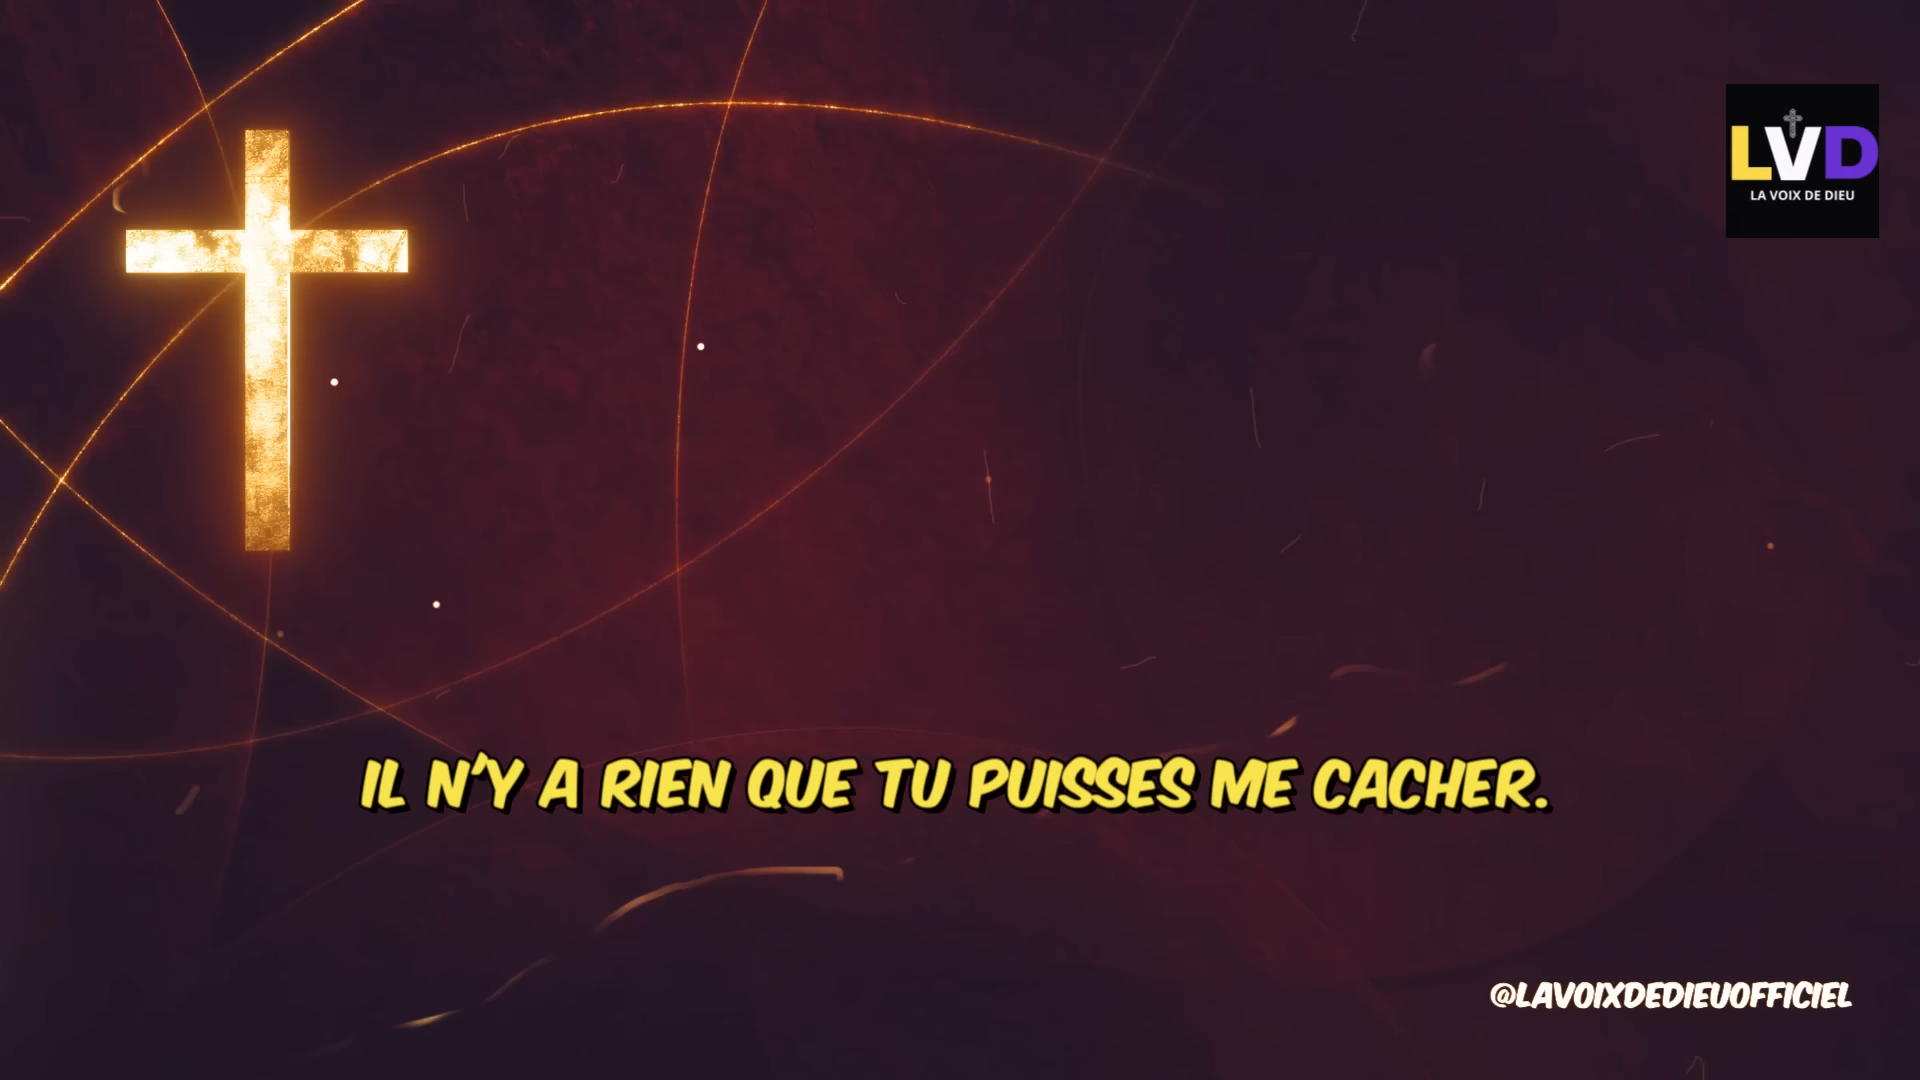 LVD
LA VOIX DE DIEU
IL N'Y A RIEN QUE TU PUISSES ME CACHER.
@LAVOIXDEDIEUOFFICIEL